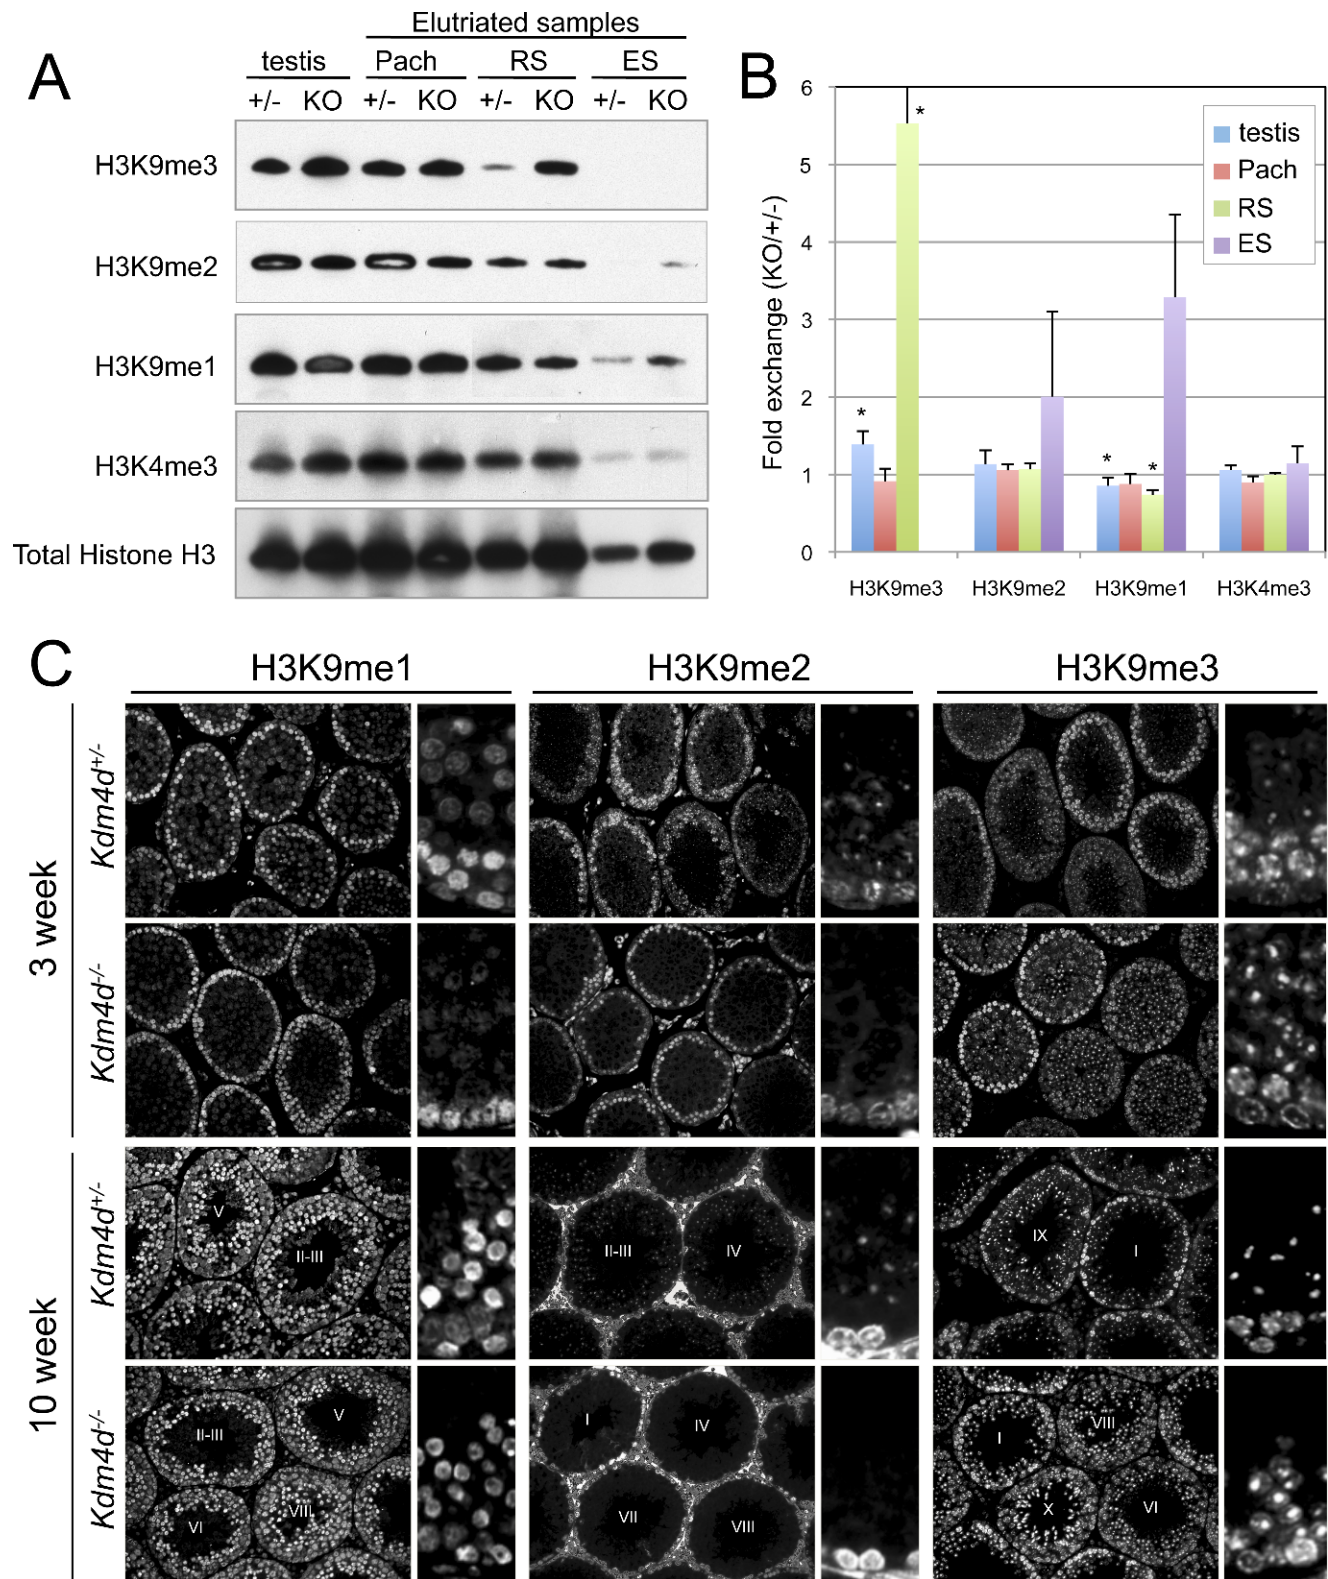 A
Elutriated samples
testis Pach RS ES
+/- KO +/- KO +/- KO +/- KO
H3K9me3
H3K9me2
H3K9me1
H3K4me3
Total Histone H3
B
Fold exchange (KO/+/-)
6
5
4
3
2
1
0
* * * *
testis
Pach
RS
ES
H3K9me3 H3K9me2 H3K9me1 H3K4me3
C
H3K9me1 H3K9me2 H3K9me3
3 week
Kdm4d+/-
Kdm4d-/-
10 week
Kdm4d+/-
V
II-III
II-III IV
IX I
Kdm4d-/-
II-III V
VI VIII
I IV
VII VIII
I VIII
X VI